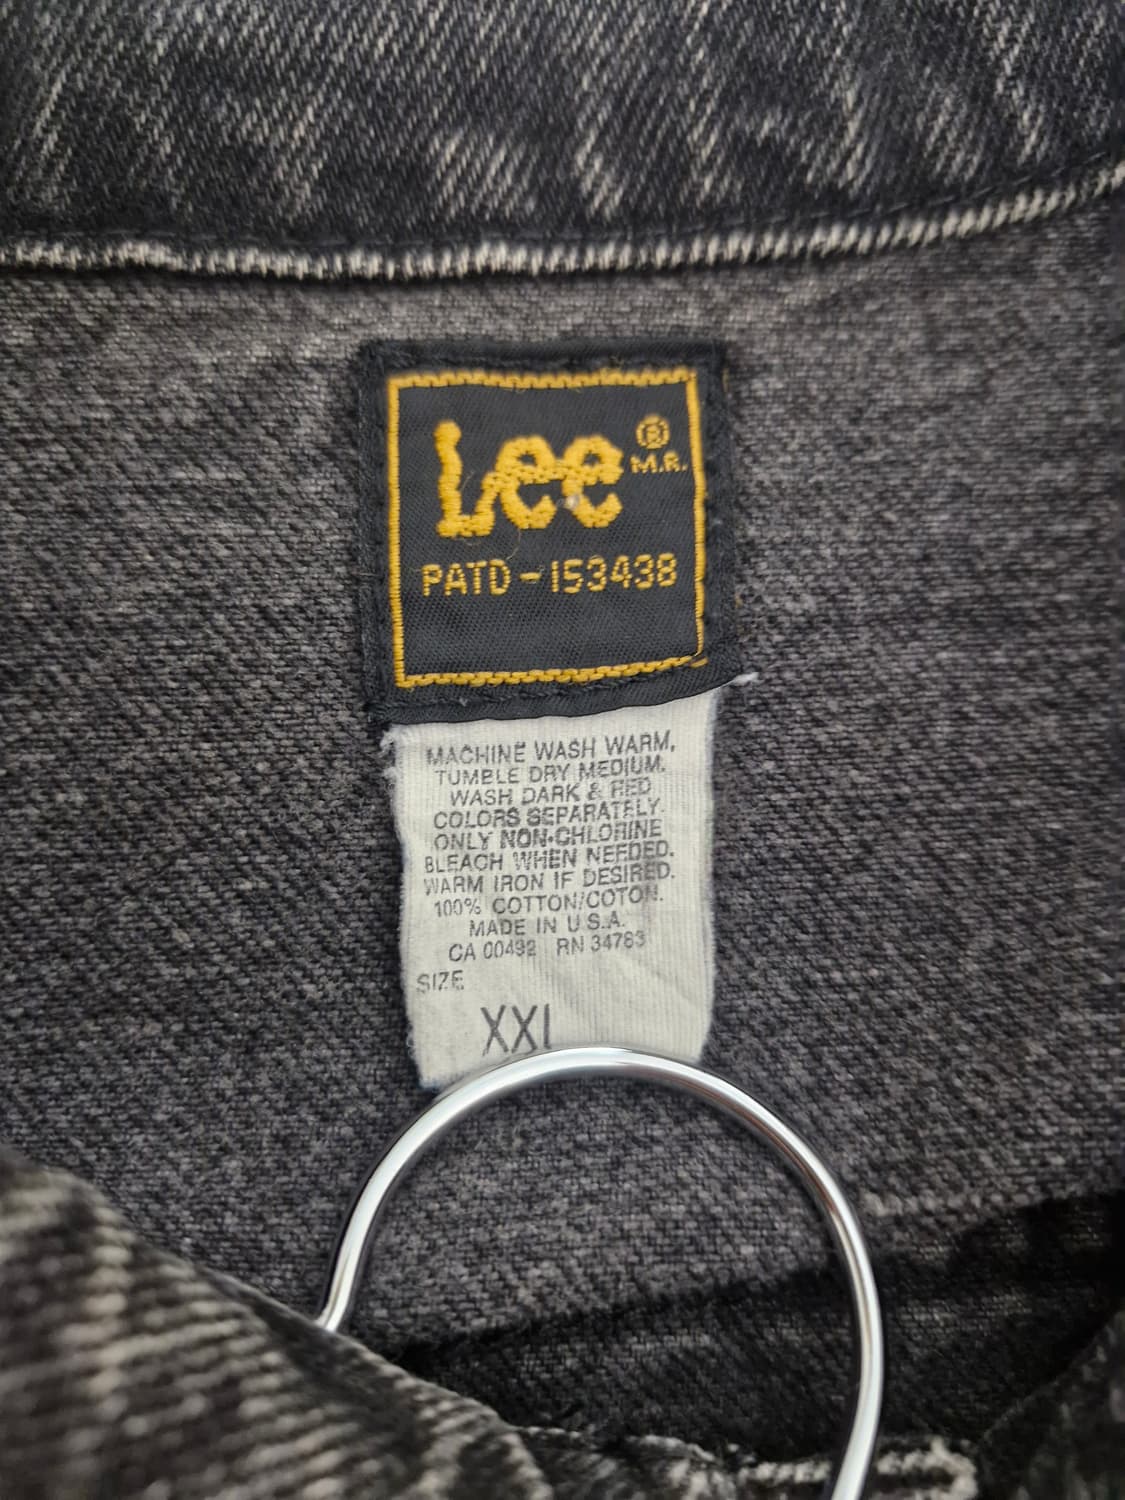 Lee ®
M.R.
PATD-153438
MACHINE WASH WARM,
TUMBLE DRY MEDIUM.
WASH DARK & RED
COLORS SEPARATELY.
ONLY NON-CHLORINE
BLEACH WHEN NEEDED.
WARM IRON IF DESIRED.
100% COTTON/COTON.
MADE IN U.S.A.
CA 00492 RN 34783
SIZE
XXL